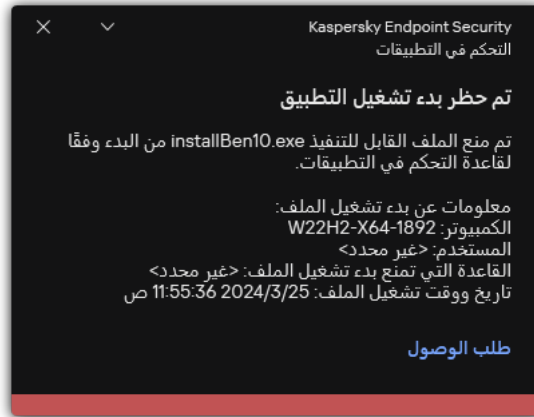 Kaspersky Endpoint Security
التحكم في التطبيقات
تم حظر بدء تشغيل التطبيق
تم منع الملف القابل للتنفيذ installBen10.exe من البدء وفقًا
لقاعدة التحكم في التطبيقات.
معلومات عن بدء تشغيل الملف:
الكمبيوتر: W22H2-X64-1892
المستخدم: <غير محدد>
القاعدة التي تمنع بدء تشغيل الملف: <غير محدد>
تاريخ ووقت تشغيل الملف: 2024/3/25 11:55:36 ص
طلب الوصول